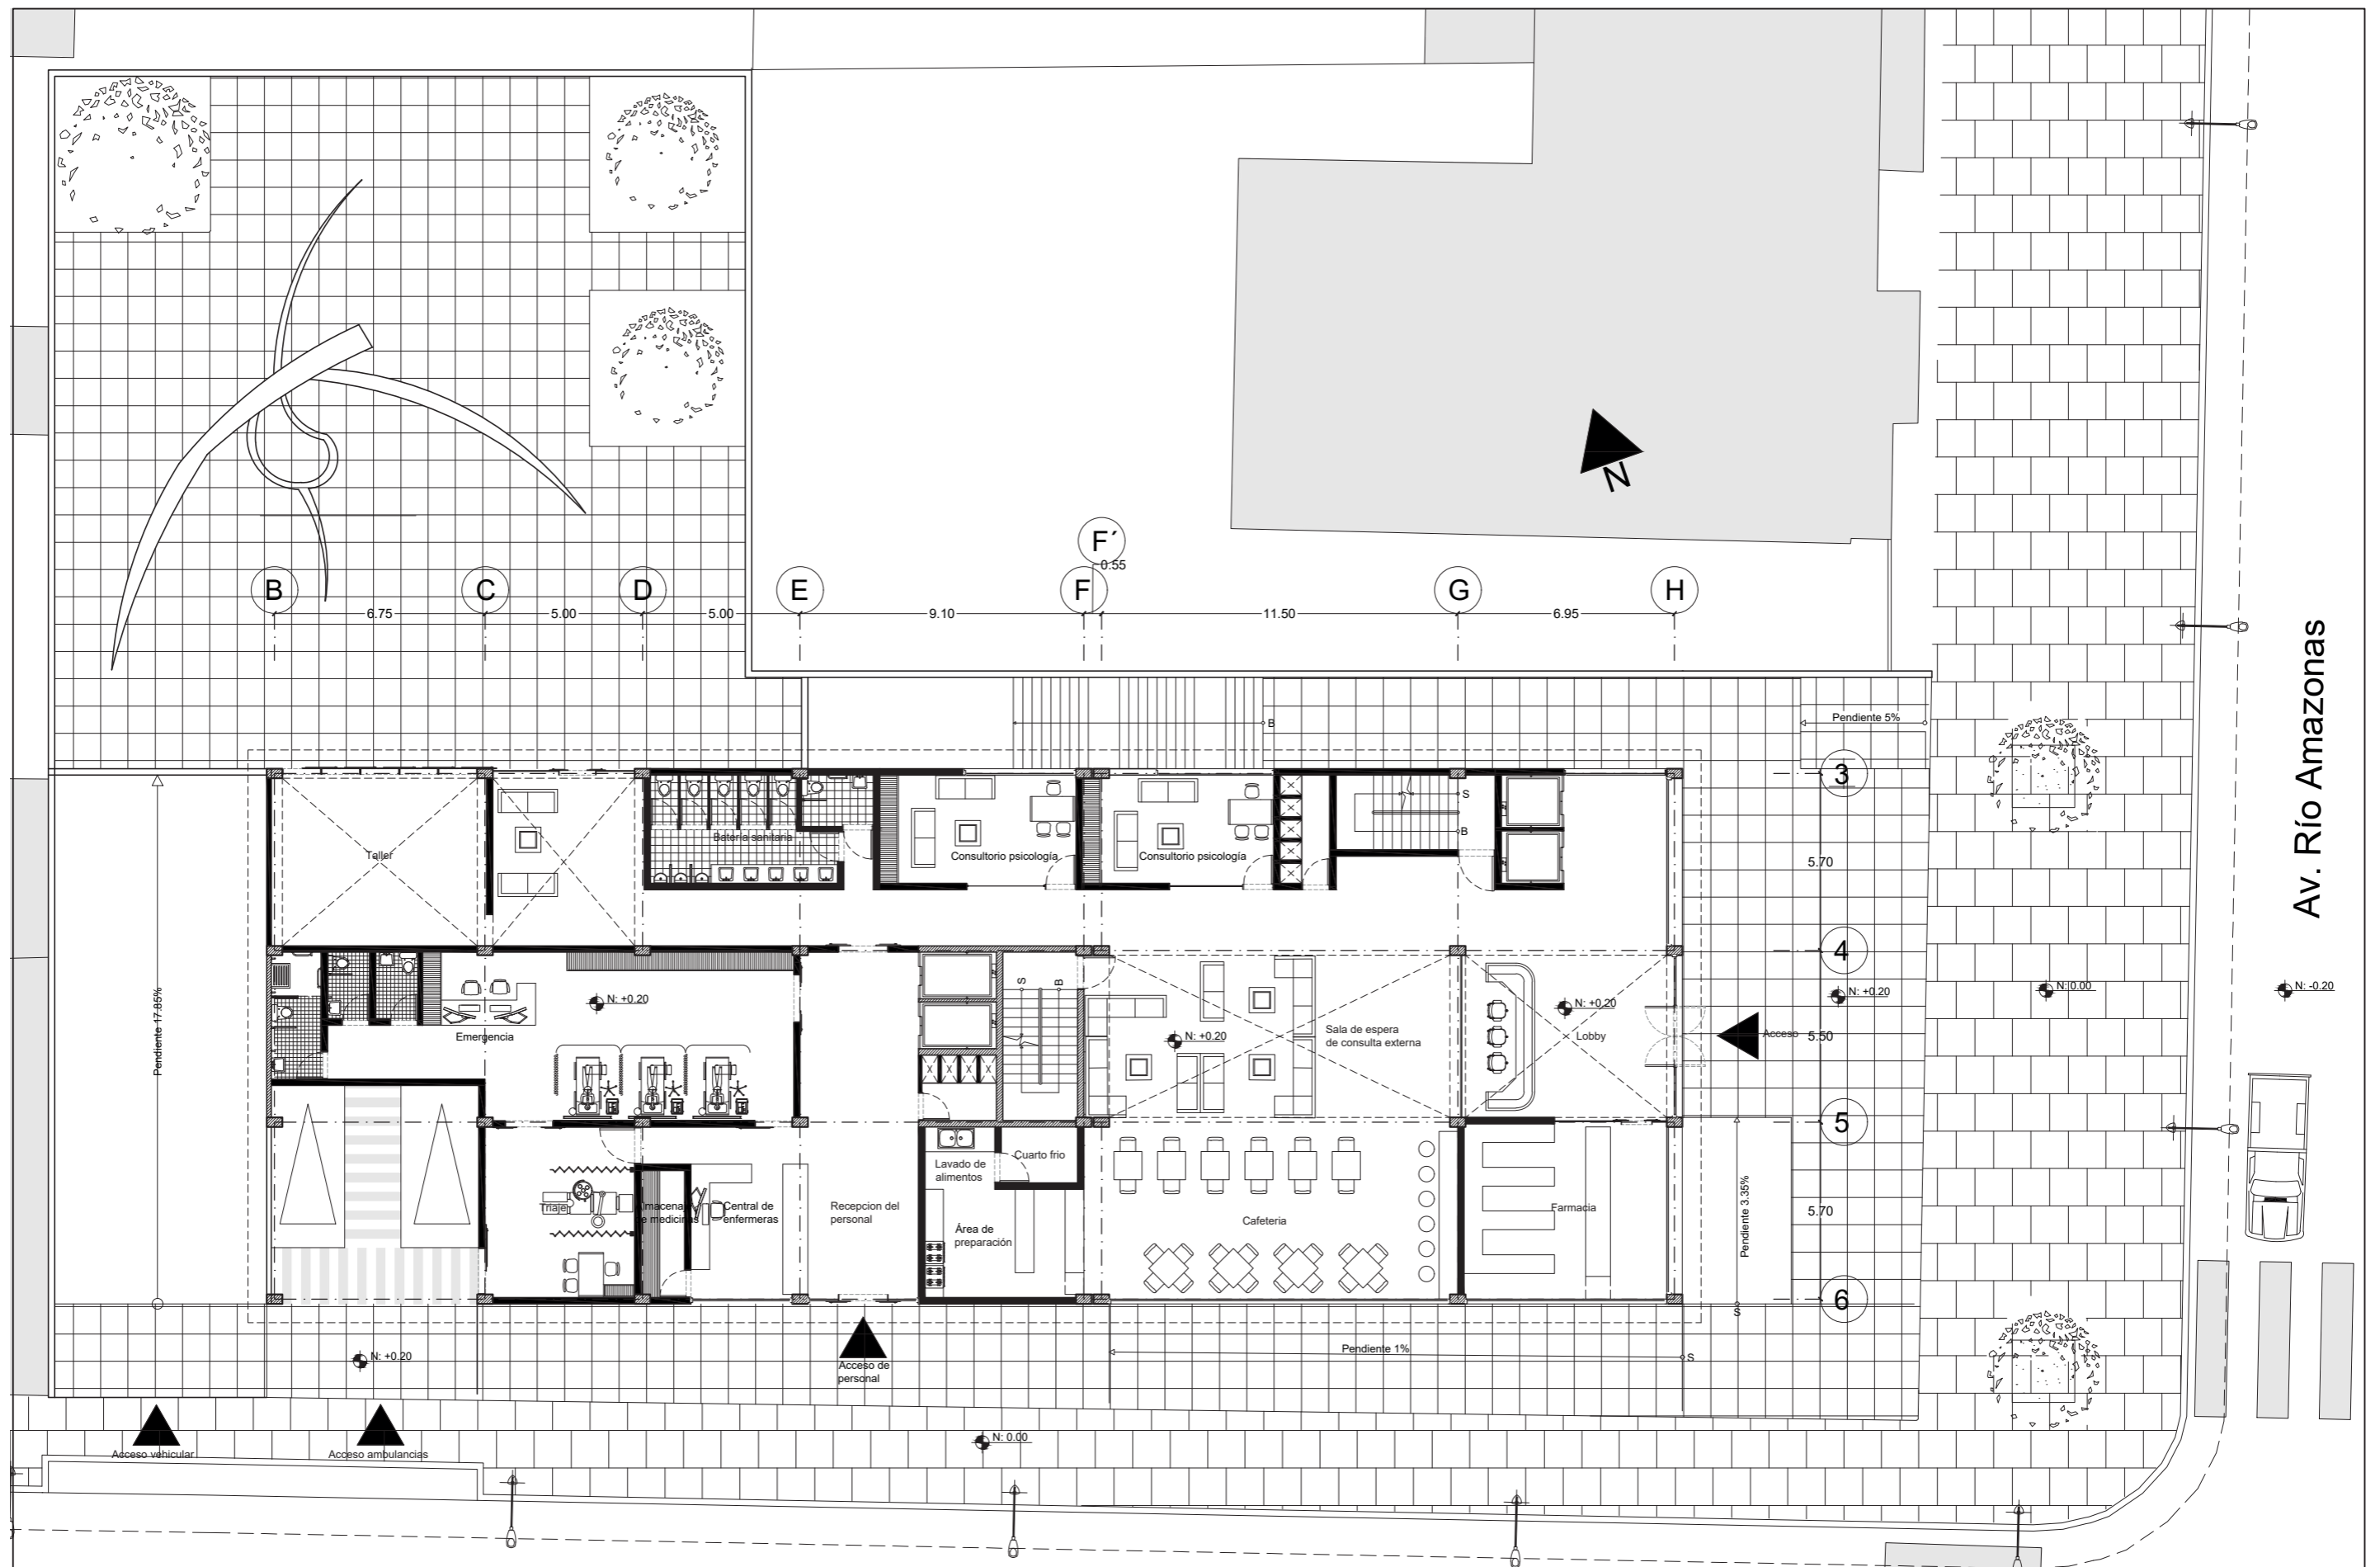 N
F´
0.55
B
C
D
E
F
G
H
6.75
5.00
5.00
9.10
11.50
6.95
Av. Río Amazonas
B
Pendiente 5%
3
S
B
Batería sanitaria
Taller
Consultorio psicología
Consultorio psicología
5.70
4
Pendiente 17.85%
N: +0.20
S
B
N: +0.20
N: +0.20
N: +0.20
N: 0.00
N: -0.20
Emergencia
Sala de espera
de consulta externa
Lobby
Acceso
5.50
5
Lavado de
alimentos
Cuarto frio
Triaje
Central de
enfermeras
Recepcion del
personal
Área de
preparación
Cafeteria
Farmacia
Pendiente 3.35%
5.70
6
S
N: +0.20
Acceso de
personal
Pendiente 1%
S
Acceso vehicular
Acceso ambulancias
N: 0.00